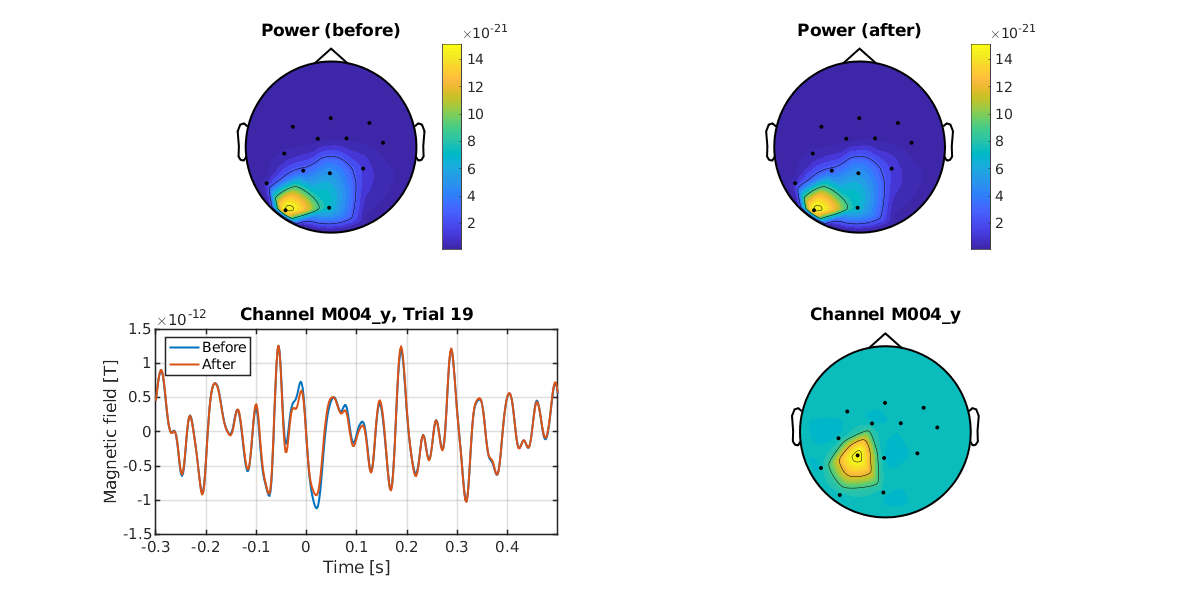 Power (before)
×10-21
14
12
10
8
6
4
2
Power (after)
×10-21
14
12
10
8
6
4
2
Channel M004_y, Trial 19
×10-12
1.5
1
0.5
0
-0.5
-1
-1.5
Magnetic field [T]
Before
After
-0.3 -0.2 -0.1 0 0.1 0.2 0.3 0.4
Time [s]
Channel M004_y